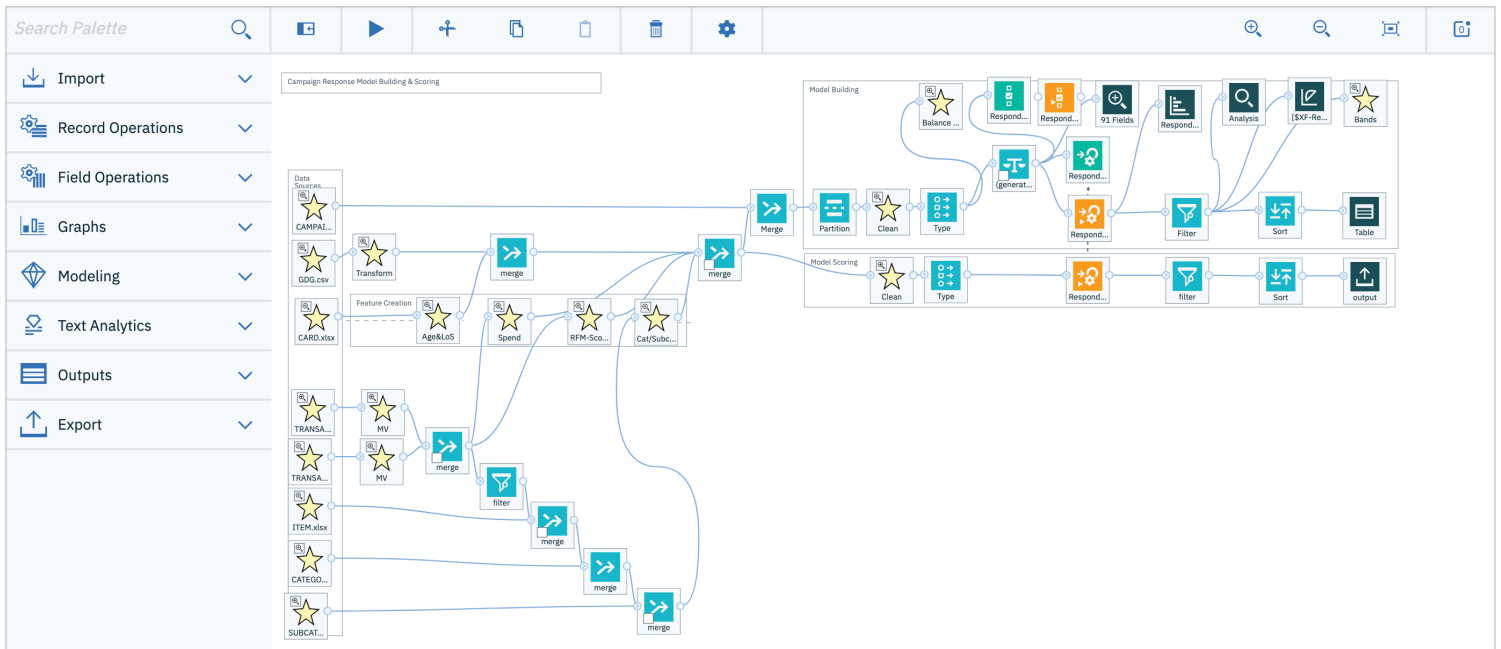 Search Palette
Import
Record Operations
Field Operations
Graphs
Modeling
Text Analytics
Outputs
Export
0
Campaign Response Model Building & Scoring
Data
Sources
CAMPAI...
GDG.csv
Transform
merge
CARD.xlsx
Feature Creation
Age&LoS
Spend
RFM-Sco...
Cat/Subc...
merge
TRANSA...
MV
TRANSA...
MV
merge
filter
ITEM.xlsx
merge
CATEGO...
merge
SUBCAT...
merge
Merge
Model Building
Balance ...
Respond...
Respond...
91 Fields
Respond...
Analysis
[$XF-Re...
Bands
Partition
Clean
Type
(generat...
Respond...
Respond...
Filter
Sort
Table
Model Scoring
Clean
Type
Respond...
filter
Sort
output